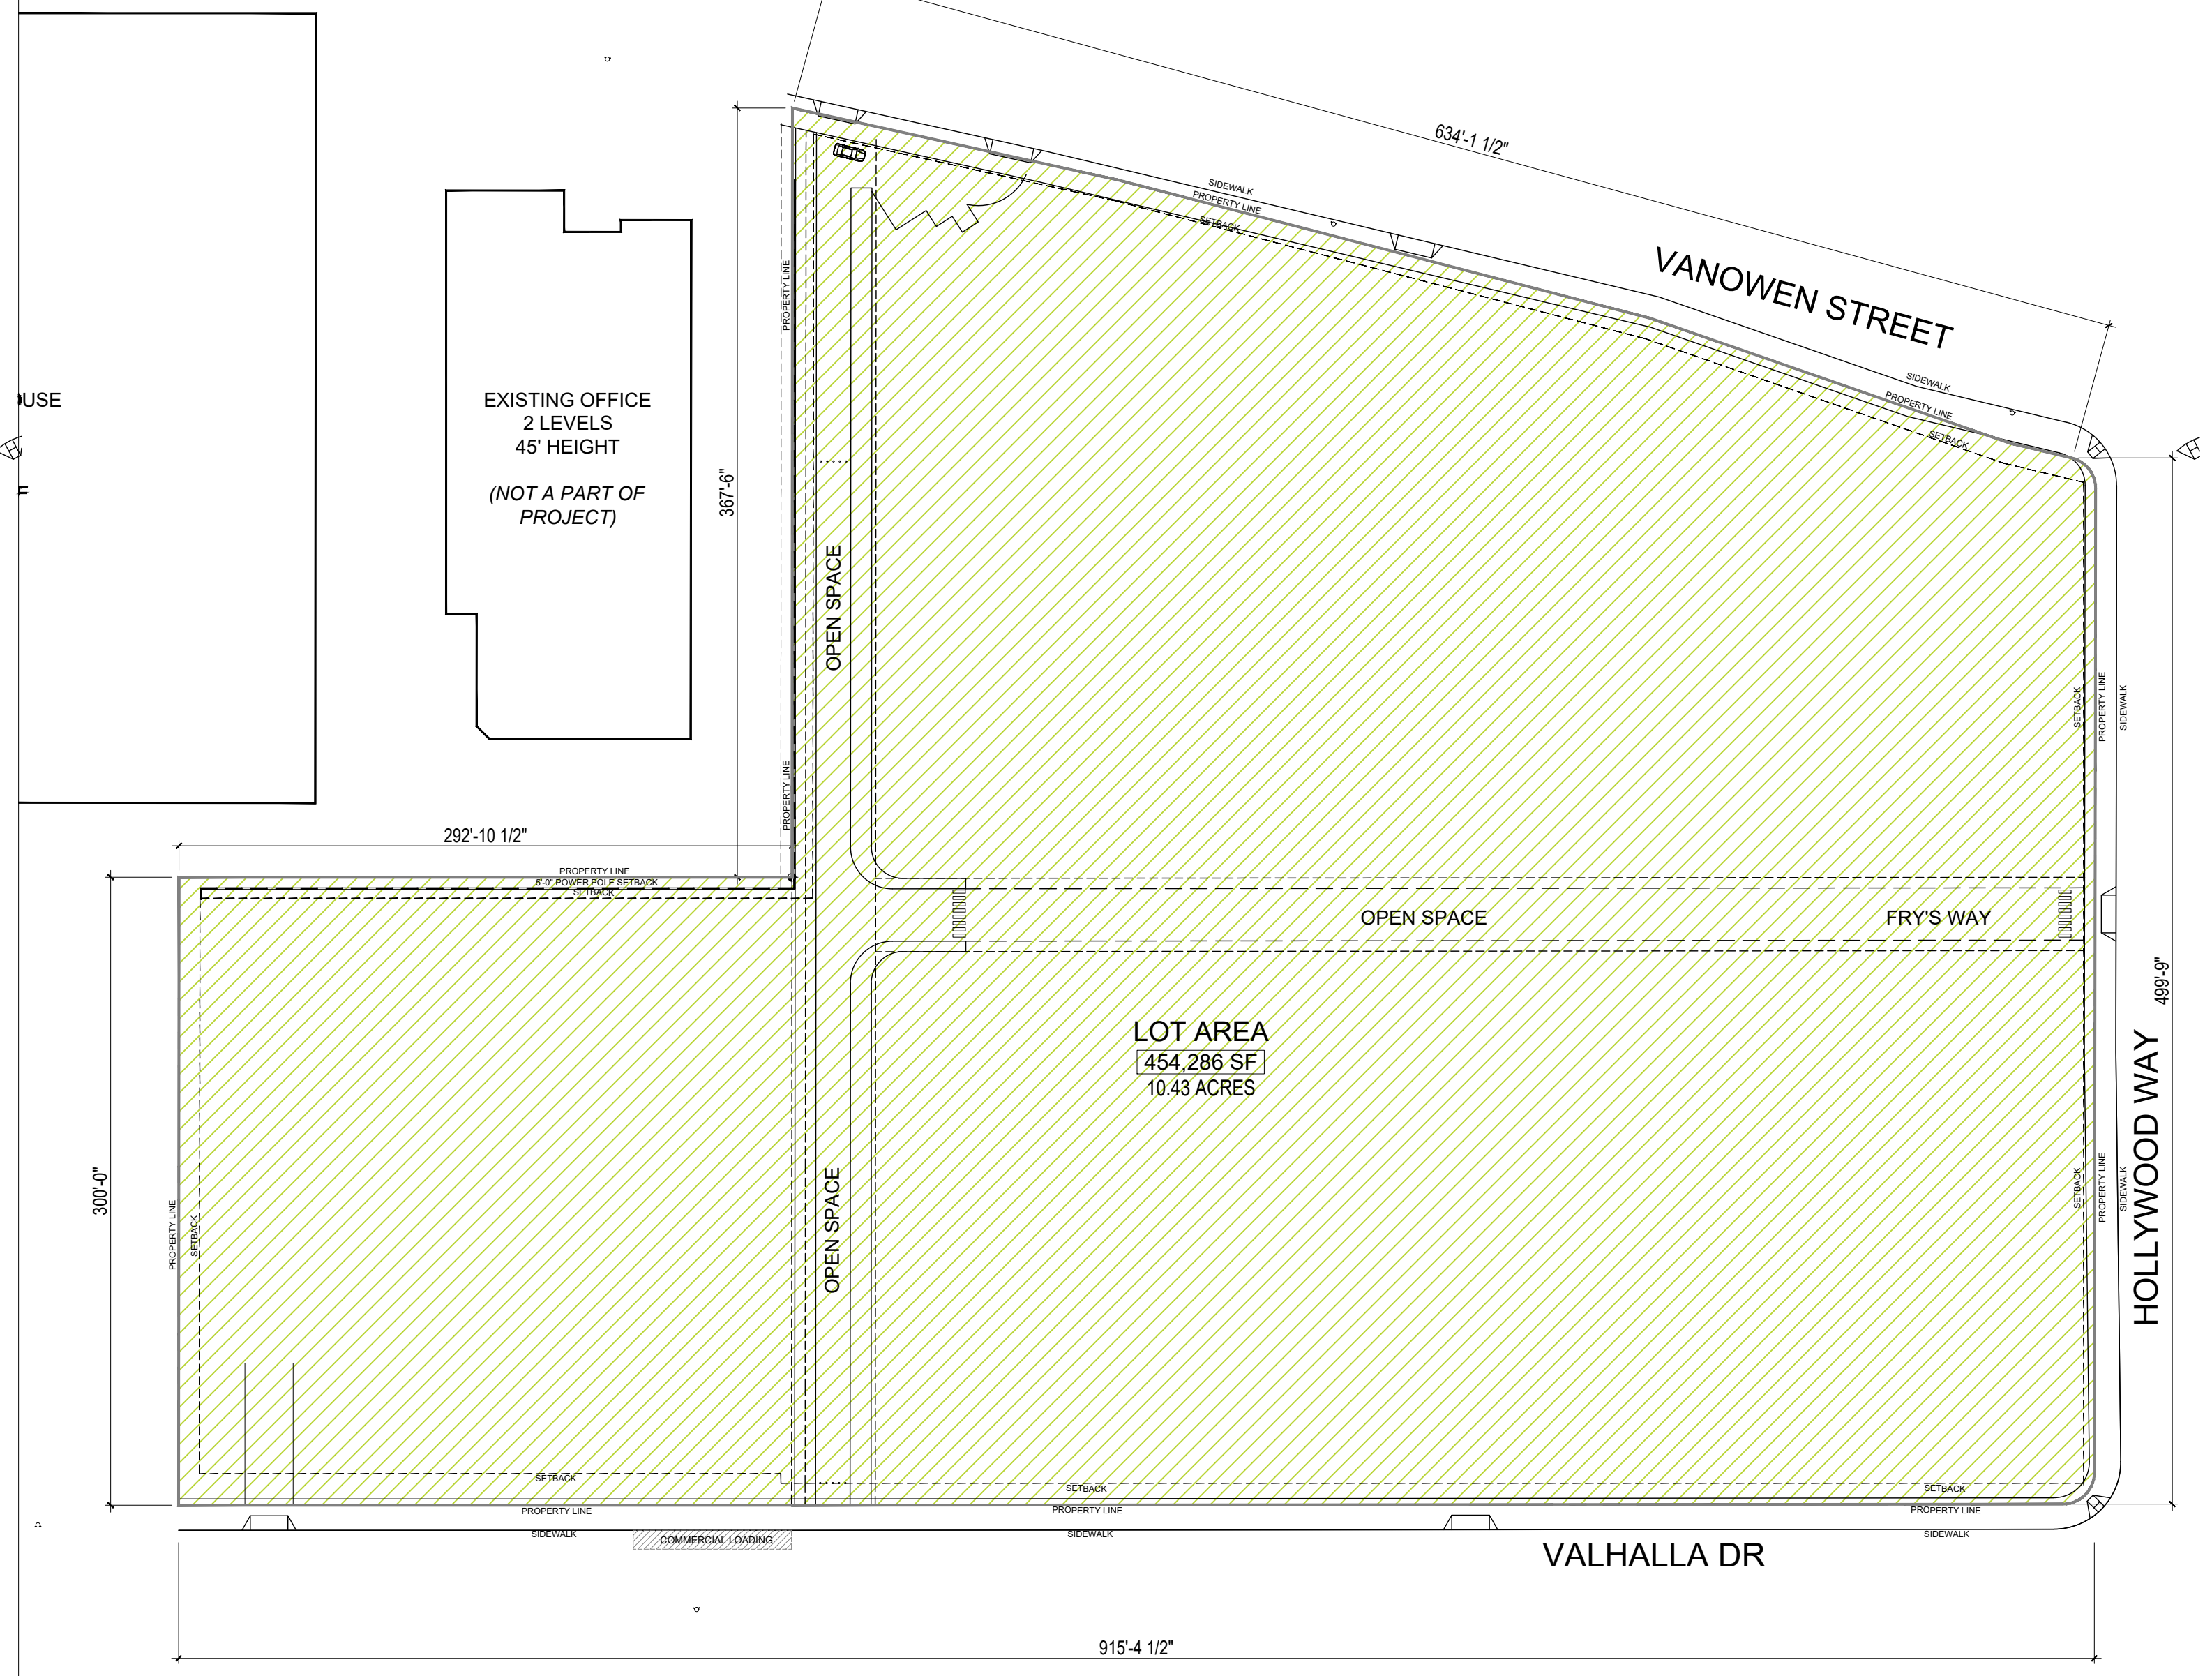 634'-1 1/2"
SIDEWALK
PROPERTY LINE
SETBACK
VANOWEN STREET
SIDEWALK
PROPERTY LINE
SETBACK
PROPERTY LINE
EXISTING OFFICE
2 LEVELS
45' HEIGHT
(NOT A PART OF
PROJECT)
367'-6"
OPEN SPACE
PROPERTY LINE
SETBACK
PROPERTY LINE
SIDEWALK
292'-10 1/2"
PROPERTY LINE
5'-0" POWER POLE SETBACK
SETBACK
OPEN SPACE
FRY'S WAY
499'-9"
LOT AREA
454,286 SF
10.43 ACRES
HOLLYWOOD WAY
300'-0"
PROPERTY LINE
SETBACK
OPEN SPACE
SETBACK
PROPERTY LINE
SIDEWALK
SETBACK
SETBACK
SETBACK
PROPERTY LINE
PROPERTY LINE
PROPERTY LINE
SIDEWALK
COMMERCIAL LOADING
SIDEWALK
SIDEWALK
VALHALLA DR
915'-4 1/2"